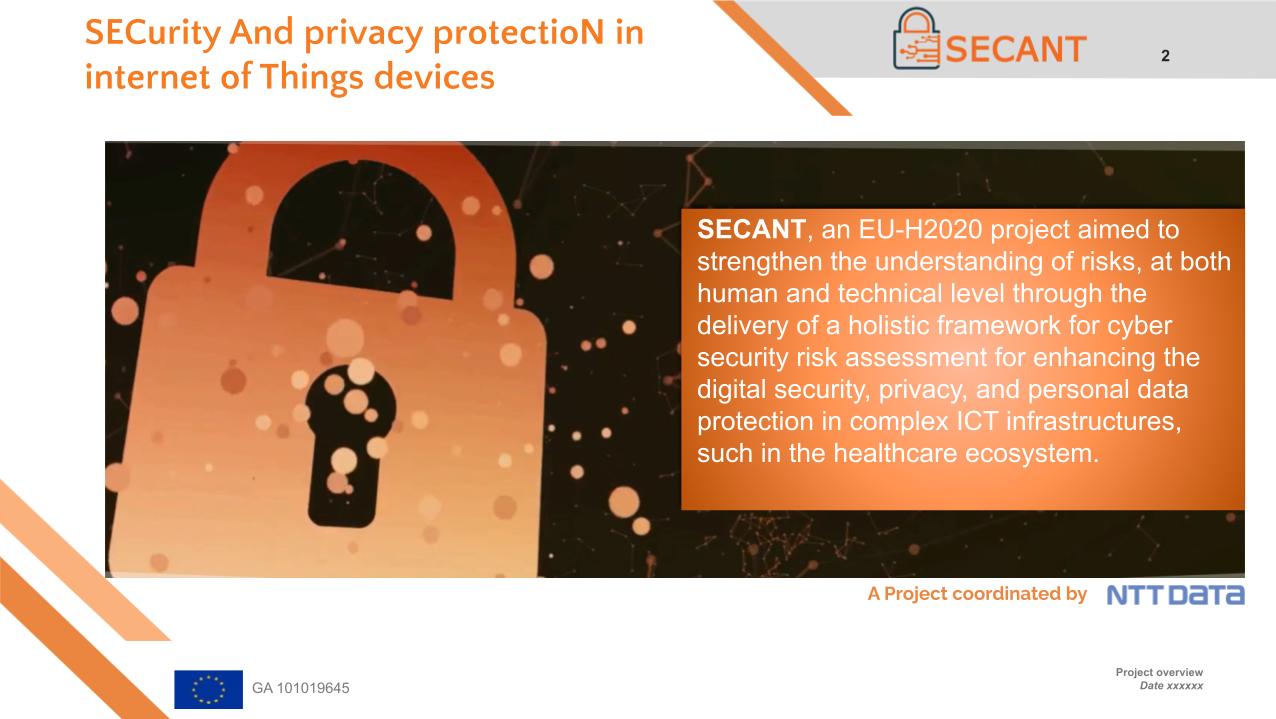 SECurity And privacy protectioN in
internet of Things devices
SECANT
2
SECANT, an EU-H2020 project aimed to
strengthen the understanding of risks, at both
human and technical level through the
delivery of a holistic framework for cyber
security risk assessment for enhancing the
digital security, privacy, and personal data
protection in complex ICT infrastructures,
such in the healthcare ecosystem.
A Project coordinated by NTT DATA
GA 101019645
Project overview
Date xxxxxx